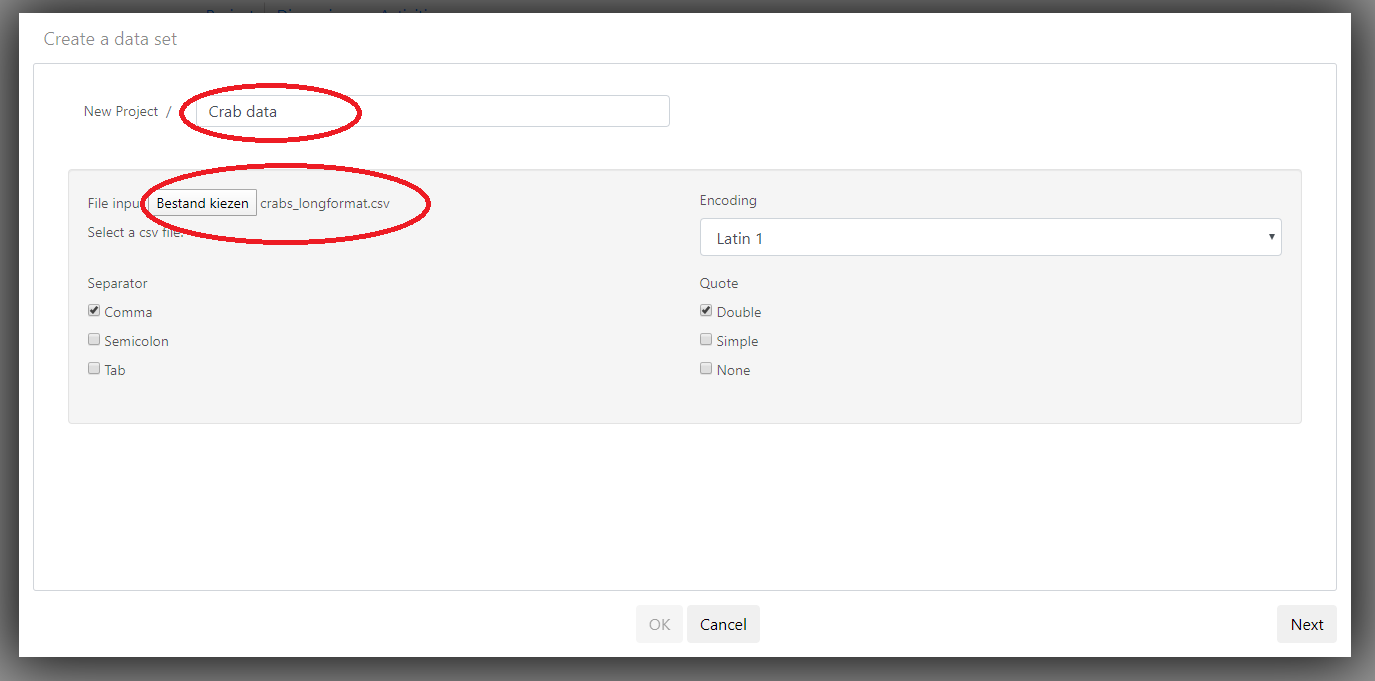 Create a data set
New Project / Crab data
File inpu Bestand kiezen crabs_longformat.csv
Select a csv file.
Encoding
Latin 1
Separator
Comma
Semicolon
Tab
Quote
Double
Simple
None
OK Cancel Next